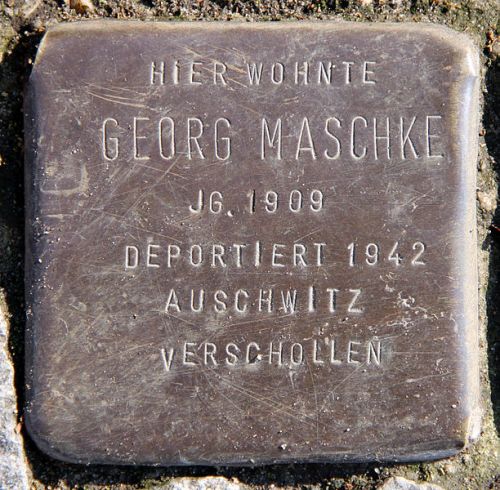 HIER WOHNTE
GEORG MASCHKE
JG. 1909
DEPORTIERT 1942
AUSCHWITZ
VERSCHOLLEN